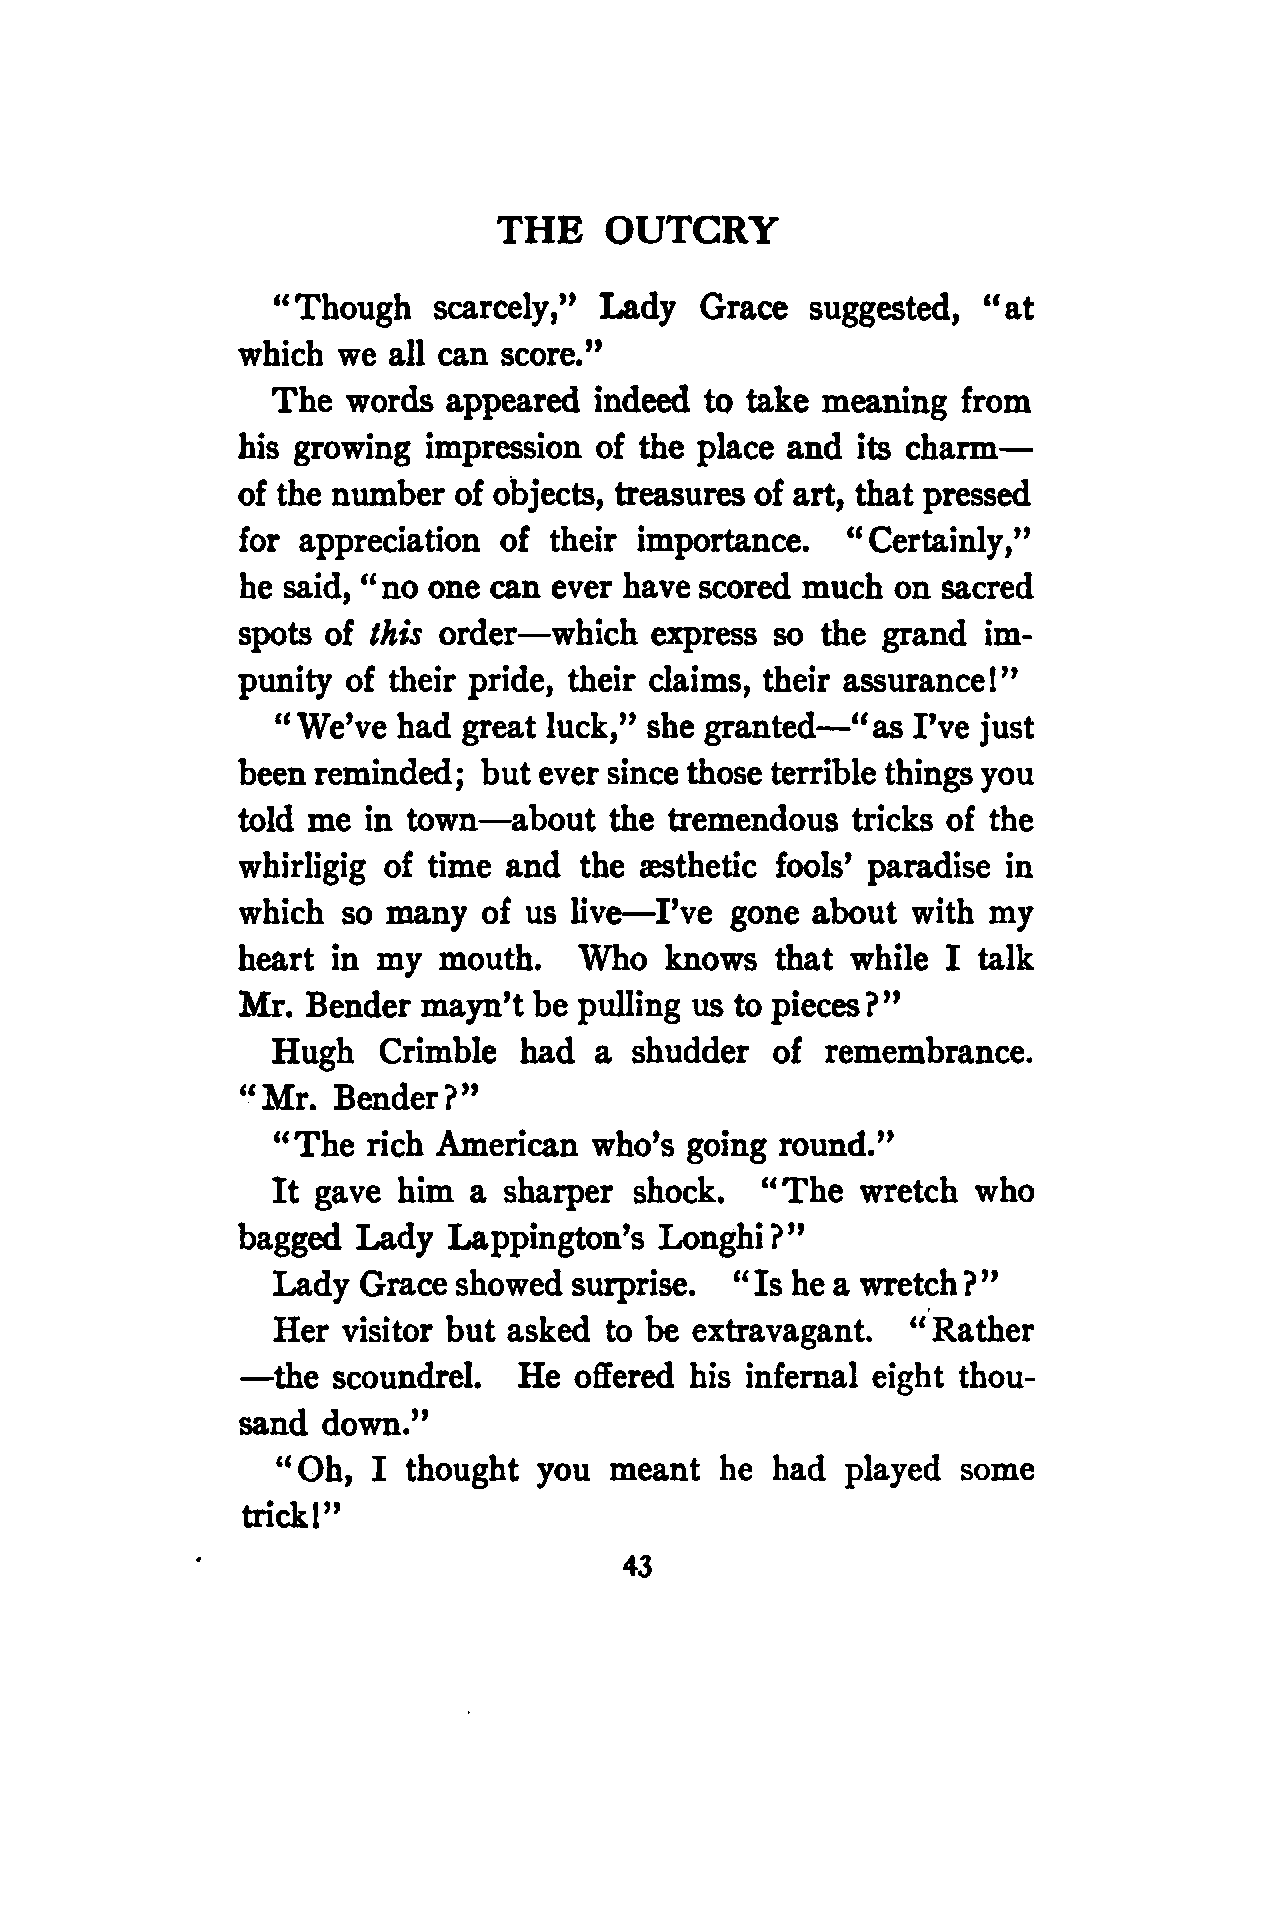 THE OUTCRY
"Though scarcely," Lady Grace suggested, "at
which we all can score."
The words appeared indeed to take meaning from
his growing impression of the place and its charm—
of the number of objects, treasures of art, that pressed
for appreciation of their importance. "Certainly,"
he said, "no one can ever have scored much on sacred
spots of this order—which express so the grand im-
punity of their pride, their claims, their assurance!"
"We've had great luck," she granted—"as I've just
been reminded; but ever since those terrible things you
told me in town—about the tremendous tricks of the
whirligig of time and the æsthetic fools' paradise in
which so many of us live—I've gone about with my
heart in my mouth. Who knows that while I talk
Mr. Bender mayn't be pulling us to pieces?"
Hugh Crimble had a shudder of remembrance.
"Mr. Bender?"
"The rich American who's going round."
It gave him a sharper shock. "The wretch who
bagged Lady Lappington's Longhi?"
Lady Grace showed surprise. "Is he a wretch?"
Her visitor but asked to be extravagant. "Rather
—the scoundrel. He offered his infernal eight thou-
sand down."
"Oh, I thought you meant he had played some
trick!"
43